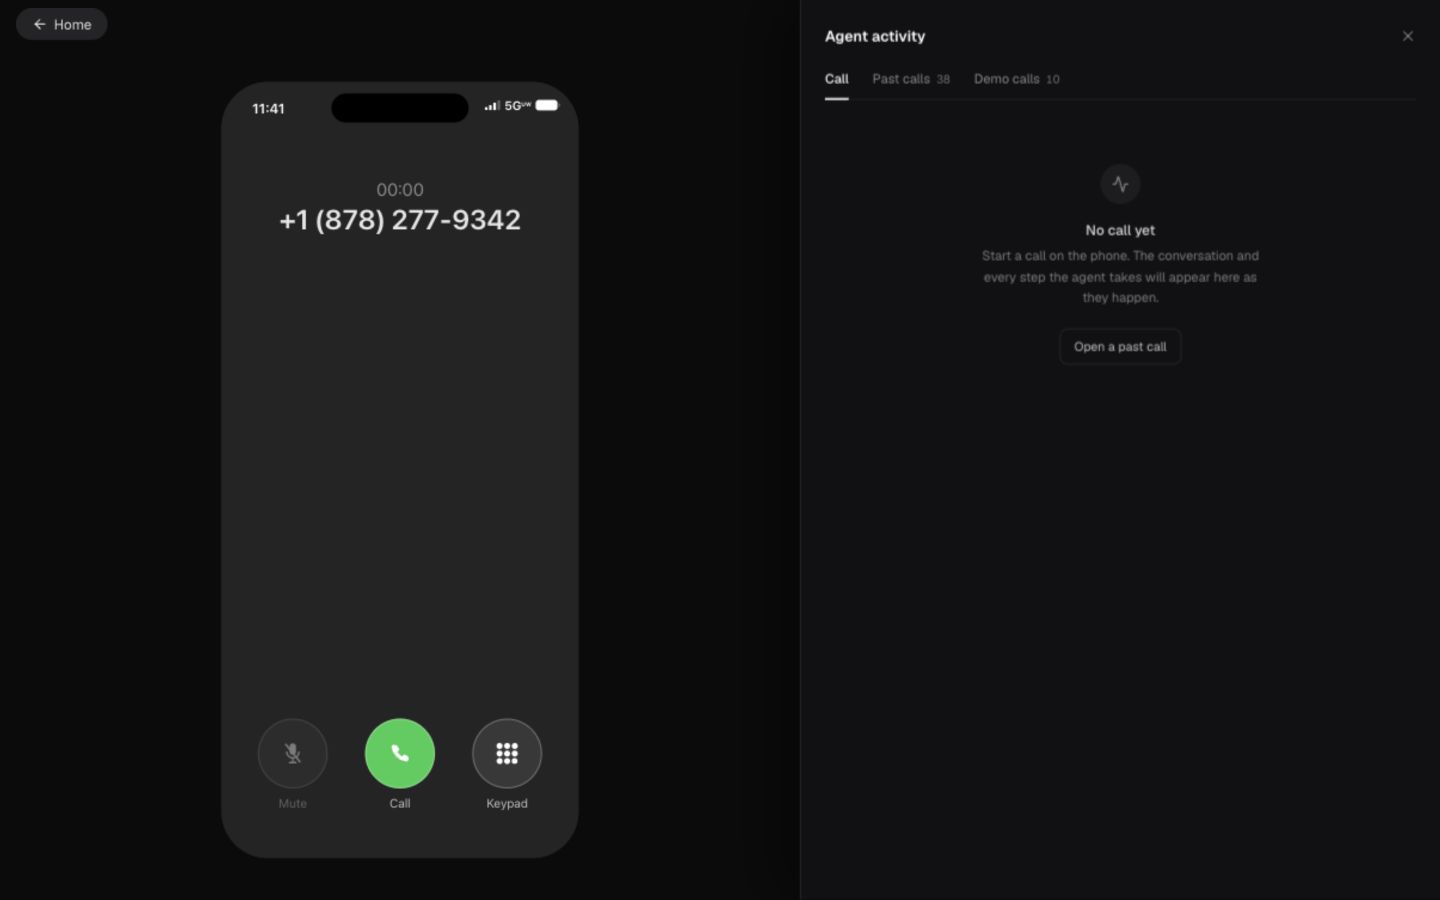 Home
11:41
5GUW
00:00
+1 (878) 277-9342
Mute
Call
Keypad
Agent activity
Call
Past calls 38
Demo calls 10
No call yet
Start a call on the phone. The conversation and
every step the agent takes will appear here as
they happen.
Open a past call